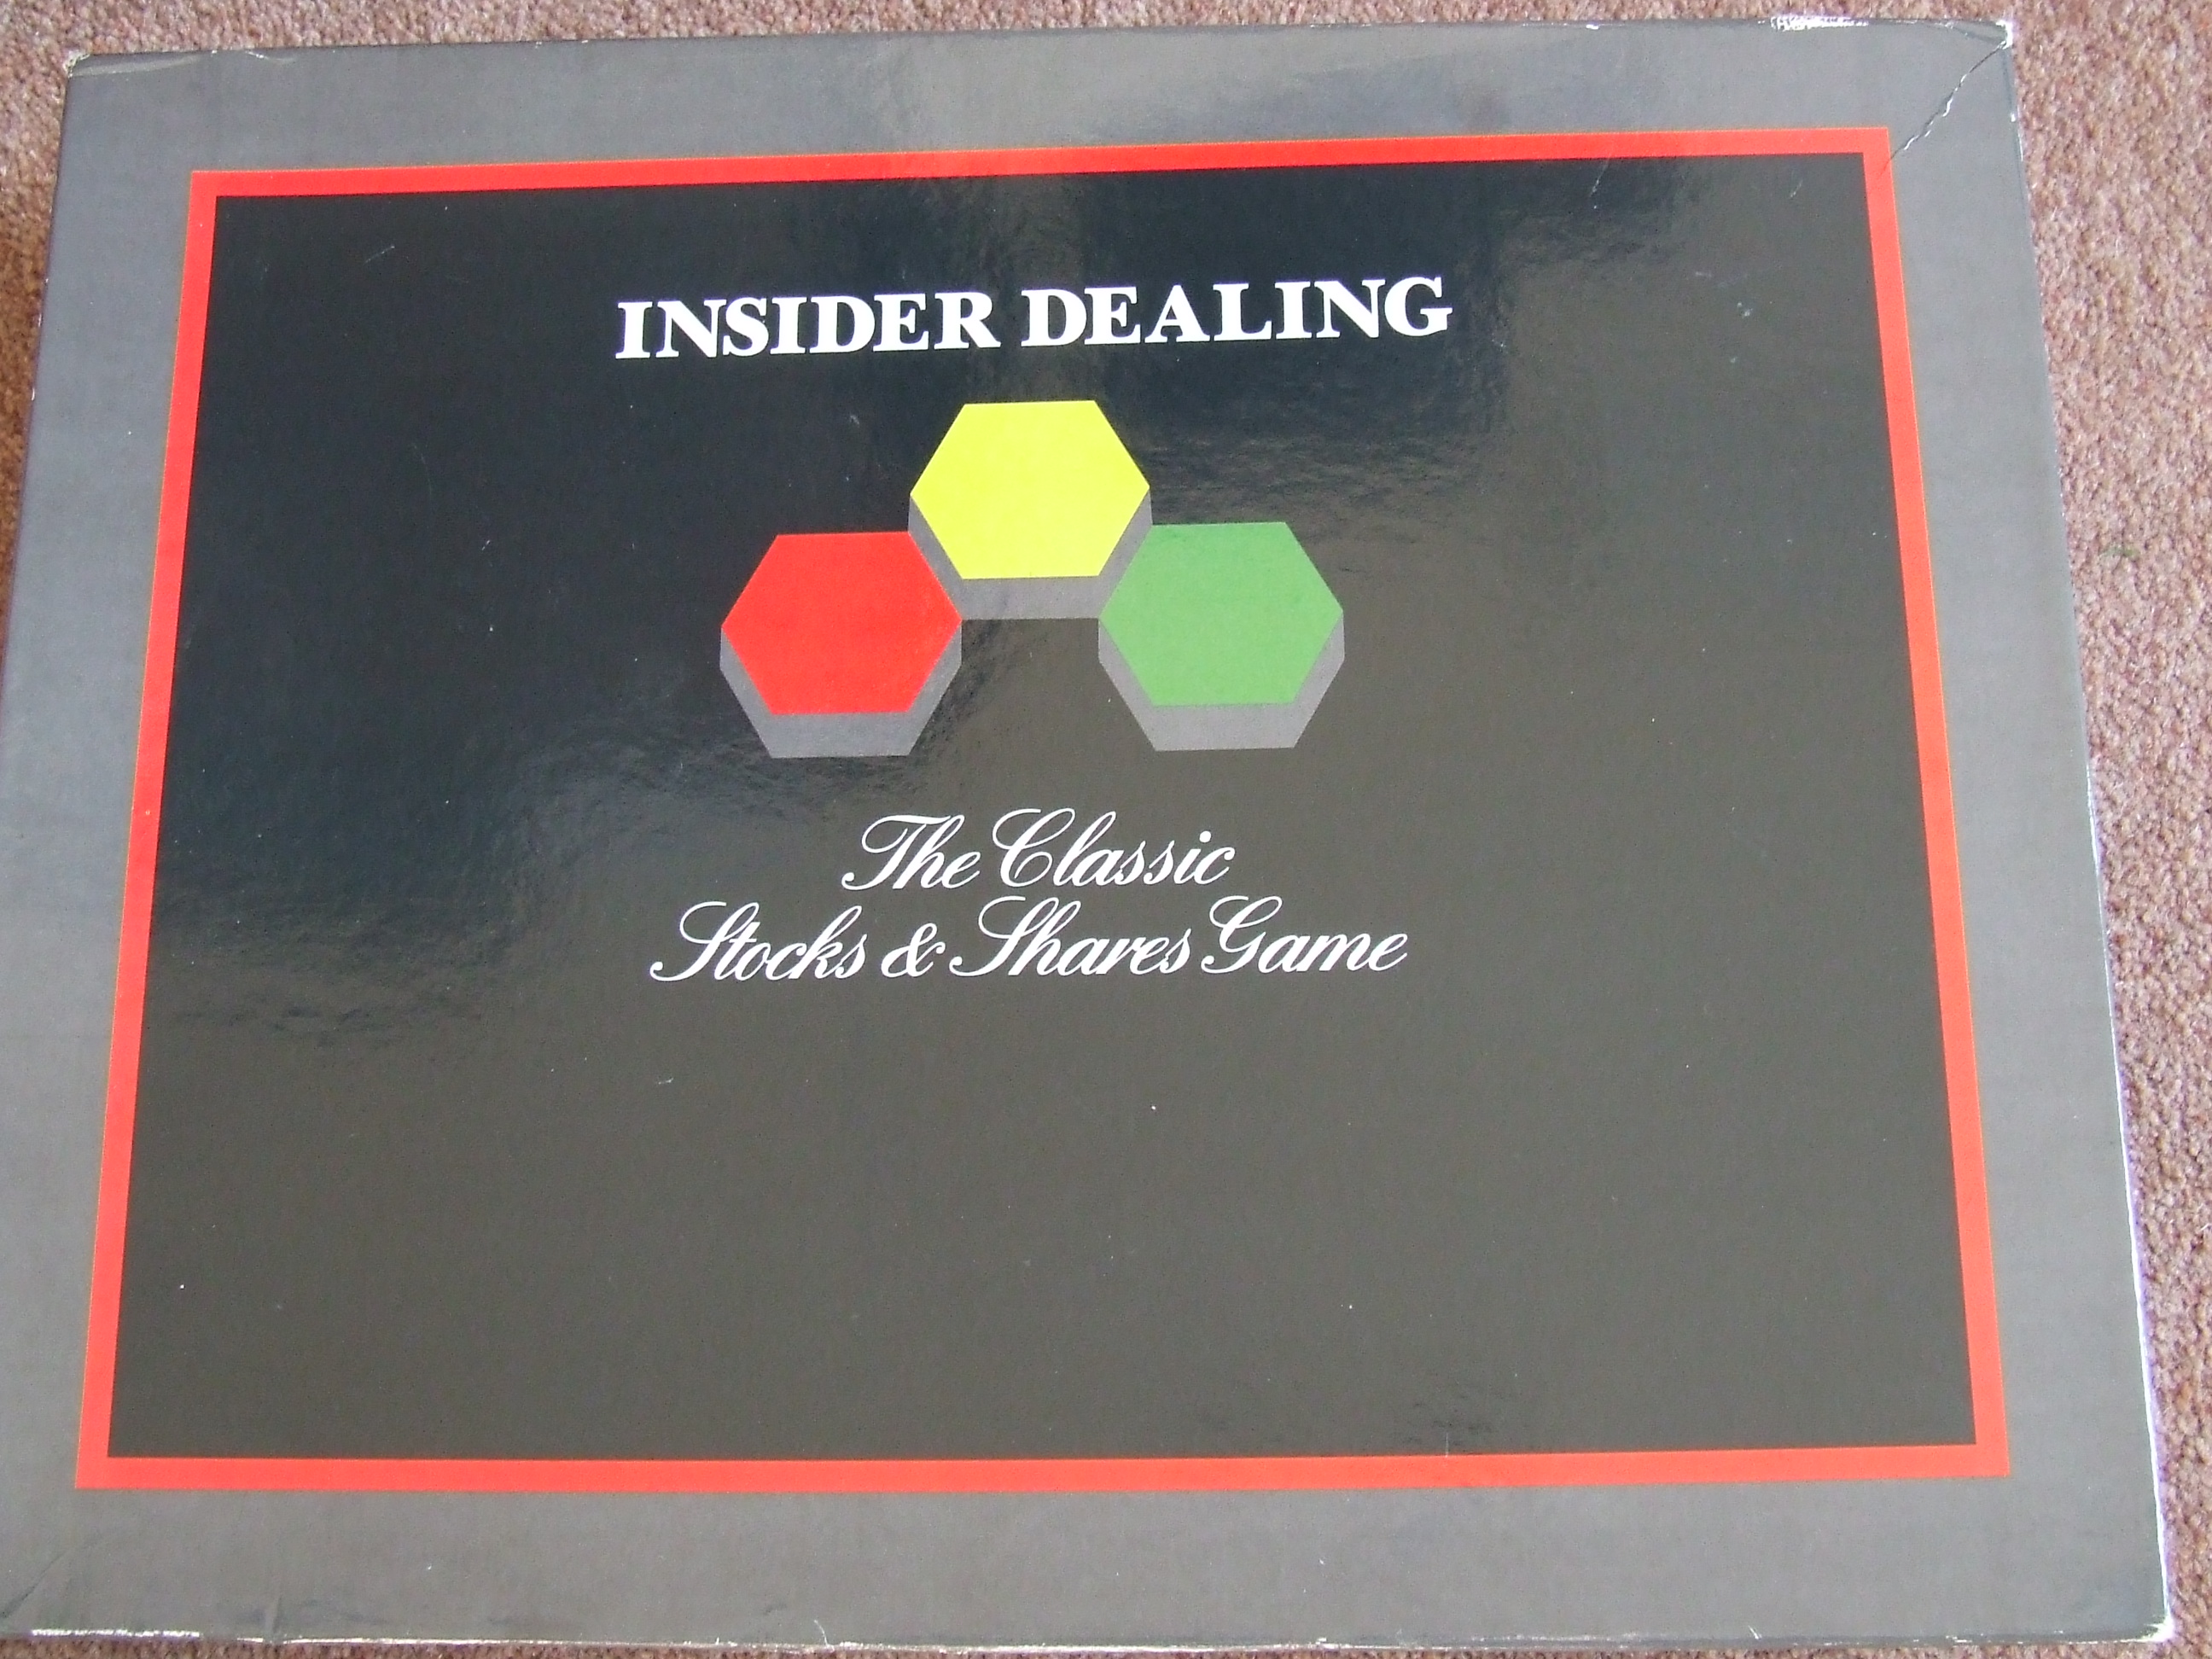 INSIDER DEALING
The Classic
Stocks & Shares Game